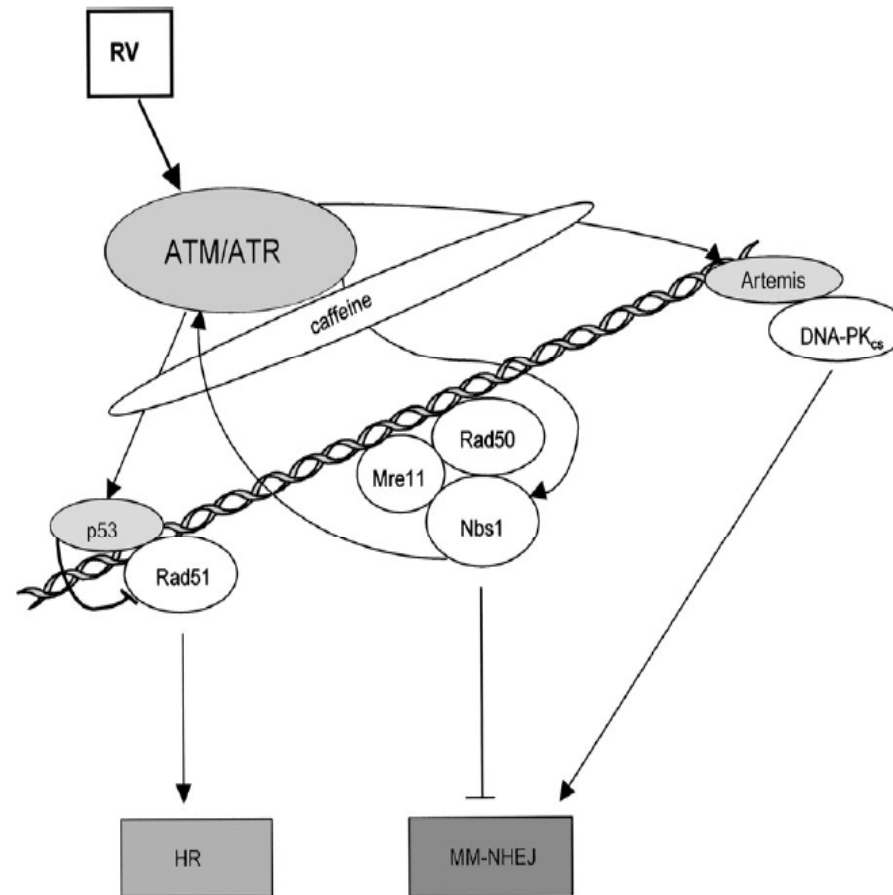 RV
ATM/ATR
caffeine
Artemis
DNA-PKcs
Rad50
Mre11
Nbs1
p53
Rad51
HR
MM-NHEJ